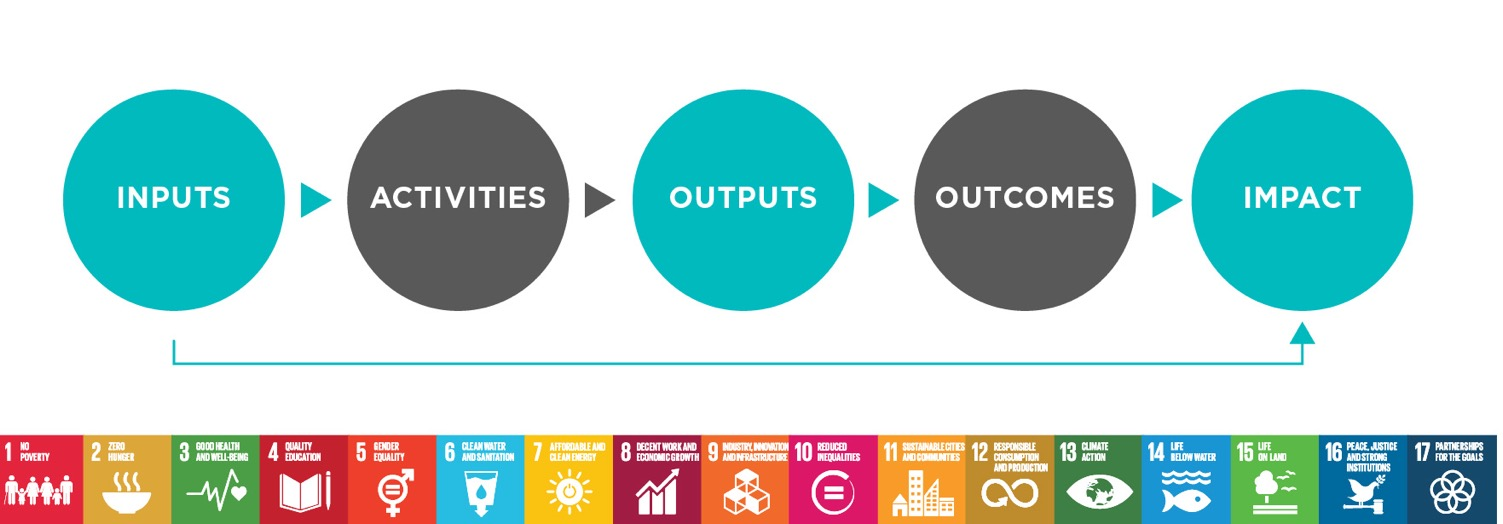 INPUTS
ACTIVITIES
OUTPUTS
OUTCOMES
IMPACT
1 NO
POVERTY
2 ZERO
HUNGER
3 GOOD HEALTH
AND WELL-BEING
4 QUALITY
EDUCATION
5 GENDER
EQUALITY
6 CLEAN WATER
AND SANITATION
7 AFFORDABLE AND
CLEAN ENERGY
8 DECENT WORK AND
ECONOMIC GROWTH
9 INDUSTRY, INNOVATION
AND INFRASTRUCTURE
10 REDUCED
INEQUALITIES
11 SUSTAINABLE CITIES
AND COMMUNITIES
12 RESPONSIBLE
CONSUMPTION
AND PRODUCTION
13 CLIMATE
ACTION
14 LIFE
BELOW WATER
15 LIFE
ON LAND
16 PEACE, JUSTICE
AND STRONG
INSTITUTIONS
17 PARTNERSHIPS
FOR THE GOALS